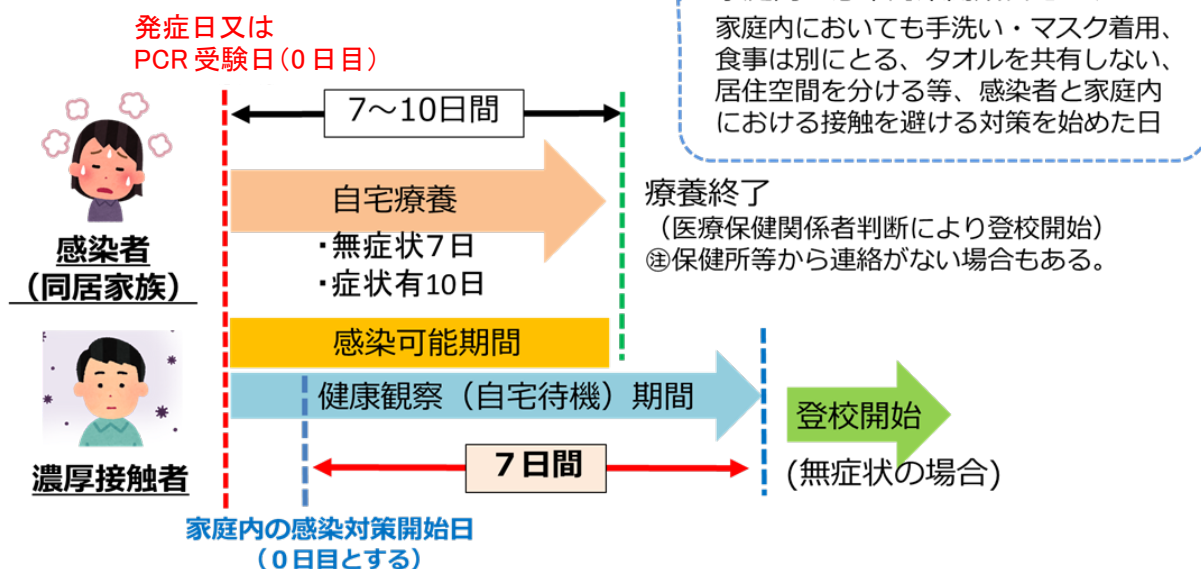 発症日又は
PCR受験日(0日目)
家庭内においても手洗い・マスク着用、
食事は別にとる、タオルを共有しない、
居住空間を分ける等、感染者と家庭内
における接触を避ける対策を始めた日
7~10日間
自宅療養
・無症状7日
・症状有10日
療養終了
(医療保健関係者判断により登校開始)
㊟保健所等から連絡がない場合もある。
感染者
(同居家族)
感染可能期間
健康観察(自宅待機)期間
登校開始
(無症状の場合)
7日間
濃厚接触者
家庭内の感染対策開始日
(0日目とする)